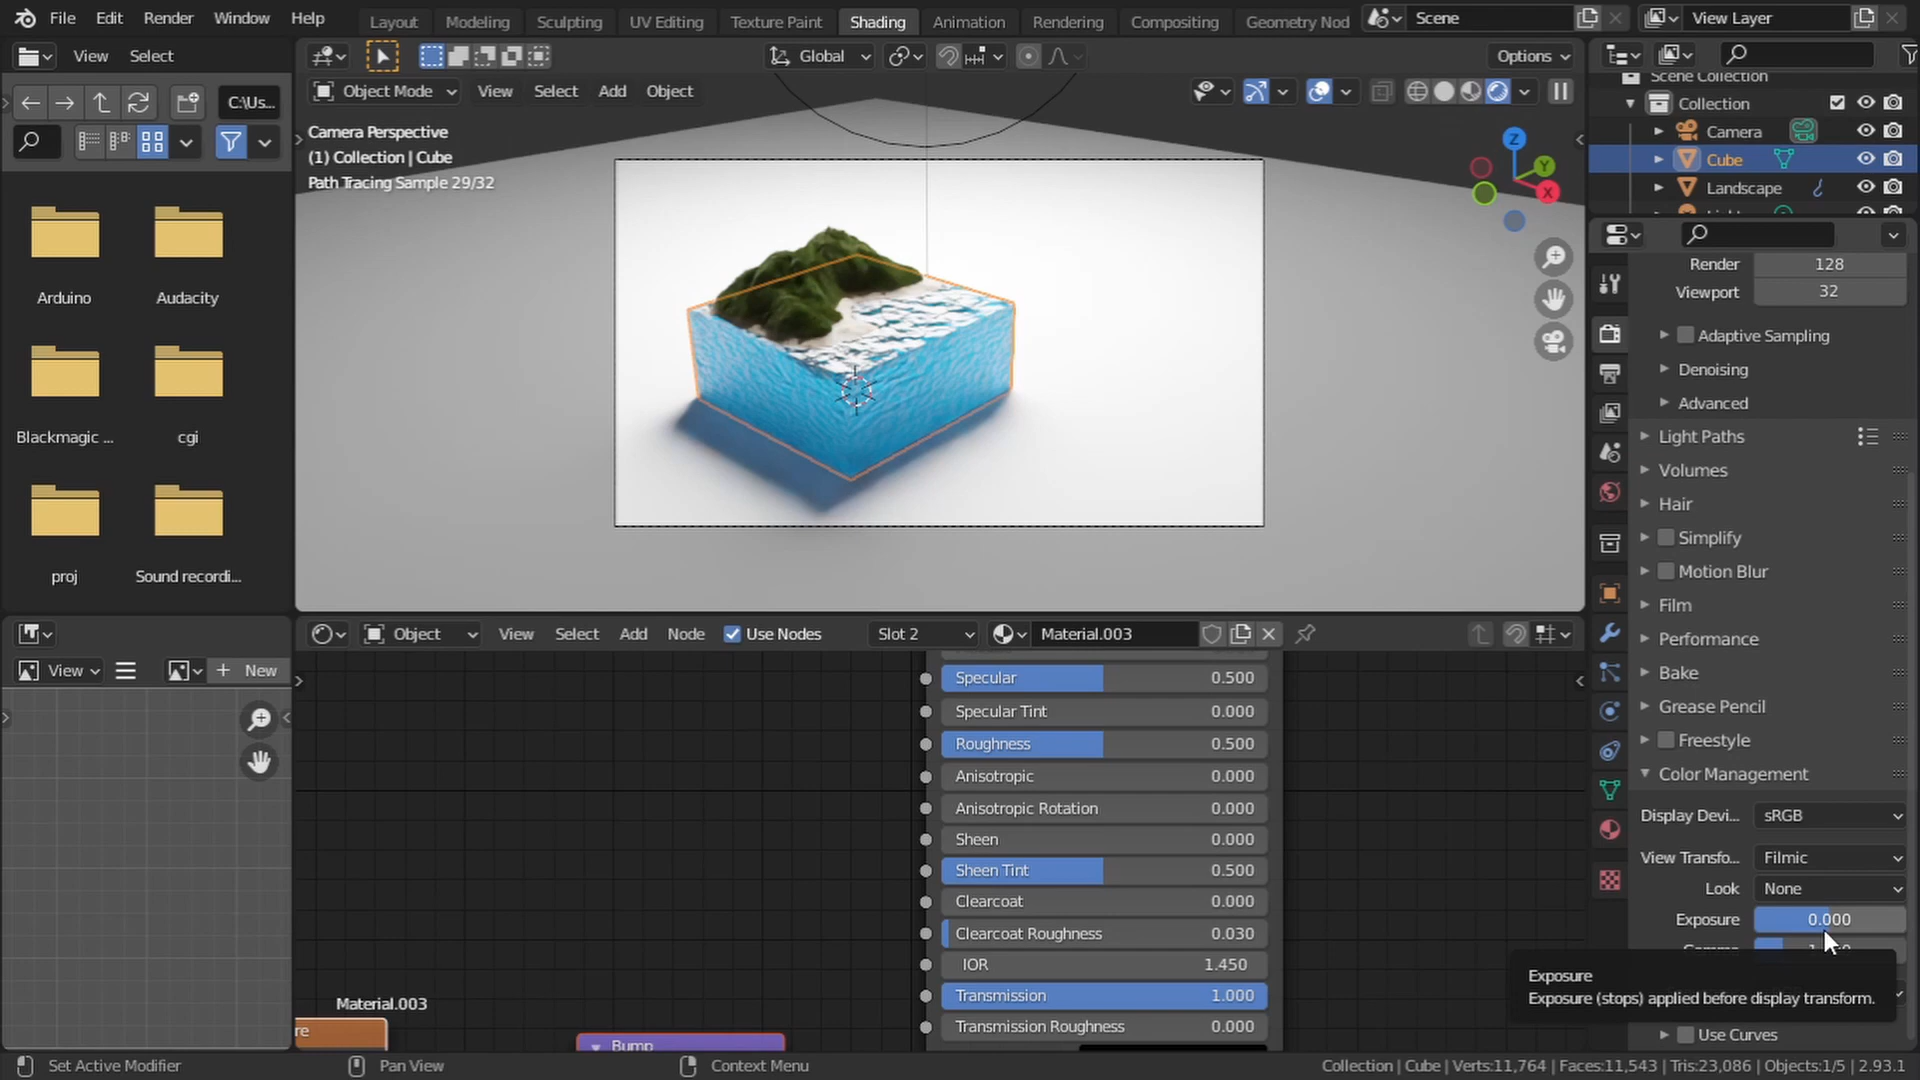 File Edit Render Window Help
Layout Modeling Sculpting UV Editing Texture Paint Shading Animation Rendering Compositing Geometry Nod
Scene
View Layer
View Select
Global
Options
C:\Us...
Object Mode View Select Add Object
Camera Perspective
(1) Collection | Cube
Path Tracing Sample 29/32
Z
Y
X
Arduino
Audacity
Blackmagic ...
cgi
proj
Sound recordi...
Scene Collection
Collection
Camera
Cube
Landscape
Render 128
Viewport 32
Adaptive Sampling
Denoising
Advanced
Light Paths
Volumes
Hair
Simplify
Motion Blur
Film
Performance
Bake
Grease Pencil
Freestyle
Color Management
Display Devi... sRGB
View Transfo... Filmic
Look None
Exposure 0.000
Exposure
Exposure (stops) applied before display transform.
Use Curves
View
New
Object View Select Add Node Use Nodes Slot 2 Material.003
Specular 0.500
Specular Tint 0.000
Roughness 0.500
Anisotropic 0.000
Anisotropic Rotation 0.000
Sheen 0.000
Sheen Tint 0.500
Clearcoat 0.000
Clearcoat Roughness 0.030
IOR 1.450
Transmission 1.000
Transmission Roughness 0.000
Material.003
re
Bump
Set Active Modifier
Pan View
Context Menu
Collection | Cube | Verts:11,764 | Faces:11,543 | Tris:23,086 | Objects:1/5 | 2.93.1